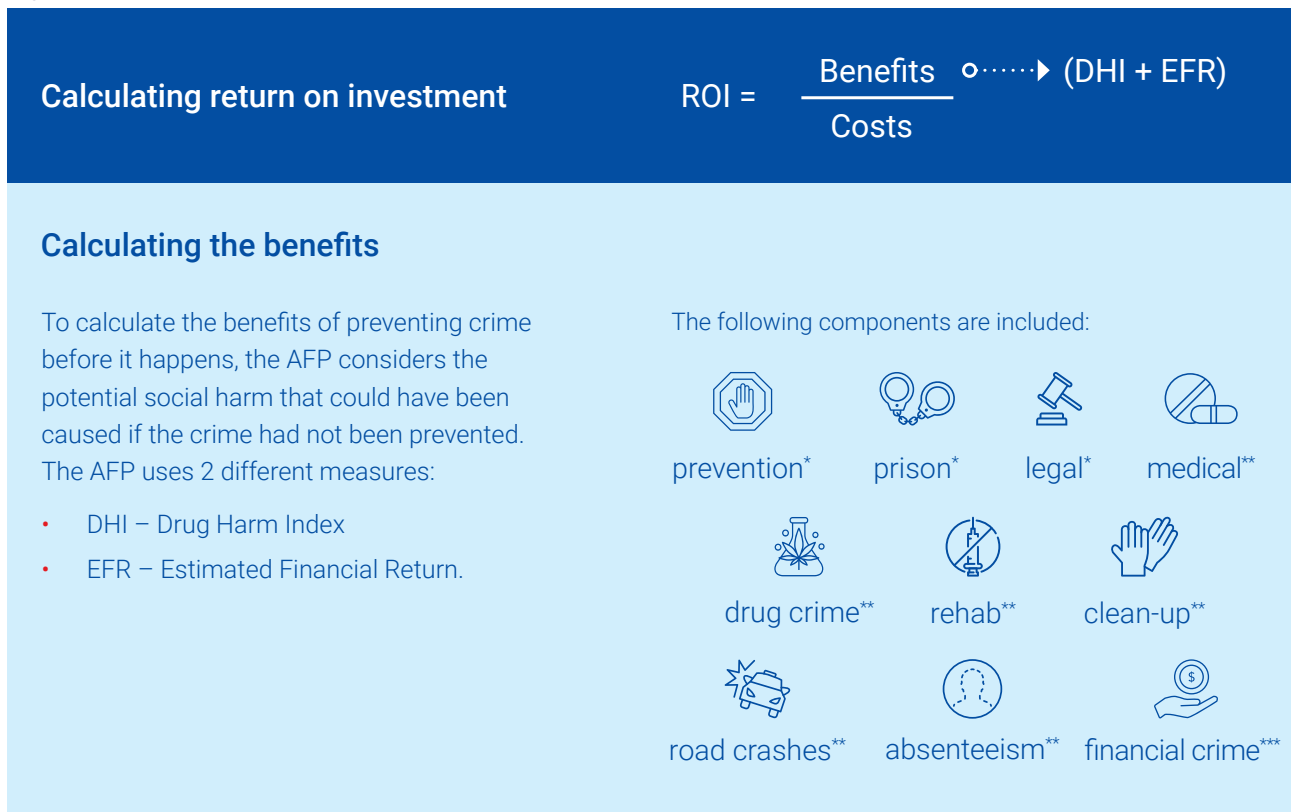 Calculating return on investment
ROI = Benefits (DHI + EFR)
Costs
Calculating the benefits
To calculate the benefits of preventing crime
before it happens, the AFP considers the
potential social harm that could have been
caused if the crime had not been prevented.
The AFP uses 2 different measures:
• DHI – Drug Harm Index
• EFR – Estimated Financial Return.
The following components are included:
prevention* prison* legal* medical**
drug crime** rehab** clean-up**
$
road crashes** absenteeism** financial crime***